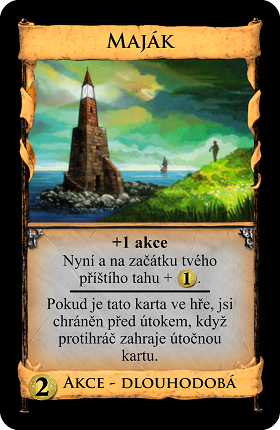 Maják
+1 akce
Nyní a na začátku tvého
příštího tahu + 1.
Pokud je tato karta ve hře, jsi
chráněn před útokem, když
protihráč zahraje útočnou
kartu.
2 Akce - dlouhodobá